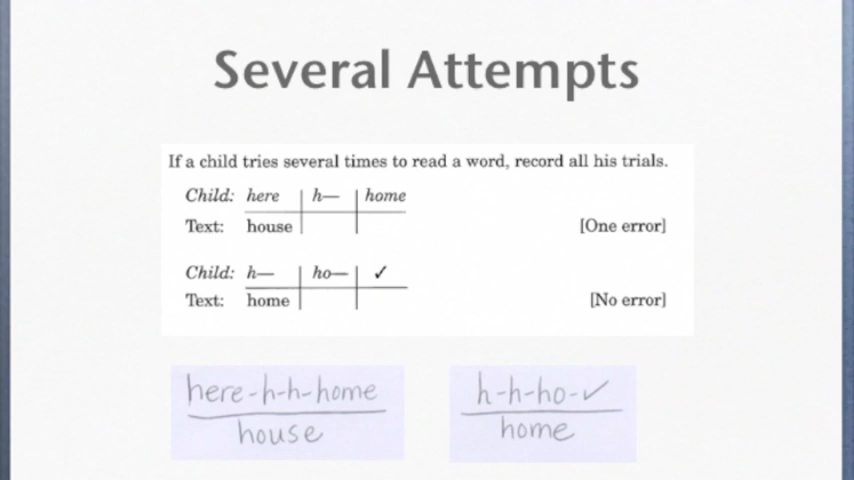 Several Attempts
If a child tries several times to read a word, record all his trials.
Child: here | h— | home
Text: house [One error]
Child: h— | ho— | ✓
Text: home [No error]
here-h-h-home
house
h-h-ho-✓
home